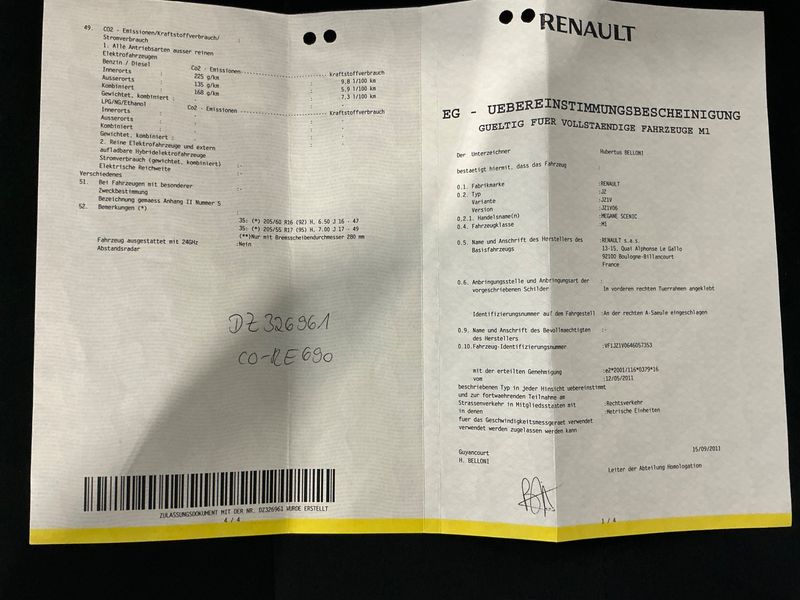 49. CO2 - Emissionen/Kraftstoffverbrauch/ :
Stromverbrauch
1. Alle Antriebsarten ausser reinen
Elektrofahrzeugen
Benzin / Diesel : Co2 - Emissionen Kraftstoffverbrauch
Innerorts : 225 g/km : 9.8 l/100 km
Ausserorts : 135 g/km : 5.9 l/100 km
Kombiniert : 168 g/km : 7.3 l/100 km
Gewichtet, kombiniert : : -
LPG/NG/Ethanol Co2 - Emissionen Kraftstoffverbrauch
Innerorts :
Ausserorts :
Kombiniert :
Gewichtet, kombiniert :
2. Reine Elektrofahrzeuge und extern
aufladbare Hybridelektrofahrzeuge
Stromverbrauch (gewichtet, kombiniert) :-
Elektrische Reichweite :-
Verschiedenes
51. Bei Fahrzeugen mit besonderer :-
Zweckbestimmung
Bezeichnung gemaess Anhang II Nummer 5
52. Bemerkungen (*) :
35: (*) 205/60 R16 (92) H, 6.50 J 16 - 47
35: (*) 205/55 R17 (95) H, 7.00 J 17 - 49
(**)Nur mit Bremsscheibendurchmesser 280 mm
Fahrzeug ausgestattet mit 24GHz :Nein
Abstandsradar
DZ326961
CO-RE690
ZULASSUNGSDOKUMENT MIT DER NR. DZ326961 WURDE ERSTELLT
4 / 4
RENAULT
EG - UEBEREINSTIMMUNGSBESCHEINIGUNG
GUELTIG FUER VOLLSTAENDIGE FAHRZEUGE M1
Der Unterzeichner Hubertus BELLONI
bestaetigt hiermit, dass das Fahrzeug :
0.1. Fabrikmarke :RENAULT
0.2. Typ :JZ
Variante :JZ1V
Version :JZ1V06
0.2.1. Handelsname(n) :MEGANE SCENIC
0.4. Fahrzeugklasse :M1
0.5. Name und Anschrift des Herstellers des :RENAULT s.a.s.
Basisfahrzeugs 13-15, Quai Alphonse Le Gallo
92100 Boulogne-Billancourt
France
0.6. Anbringungsstelle und Anbringungsart der :
vorgeschriebenen Schilder Im vorderen rechten Tuerrahmen angeklebt
Identifizierungsnummer auf dem Fahrgestell :An der rechten A-Saeule eingeschlagen
0.9. Name und Anschrift des Bevollmaechtigten :-
des Herstellers
0.10.Fahrzeug-Identifizierungsnummer :VF1JZ1V0646057353
mit der erteilten Genehmigung :e2*2001/116*0379*16
vom :12/05/2011
beschriebenen Typ in jeder Hinsicht uebereinstimmt
und zur fortwaehrenden Teilnahme am
Strassenverkehr in Mitgliedsstaaten mit :Rechtsverkehr
in denen :Metrische Einheiten
fuer das Geschwindigkeitsmessgeraet verwendet
verwendet werden zugelassen werden kann
Guyancourt 15/09/2011
H. BELLONI Leiter der Abteilung Homologation
1 / 4